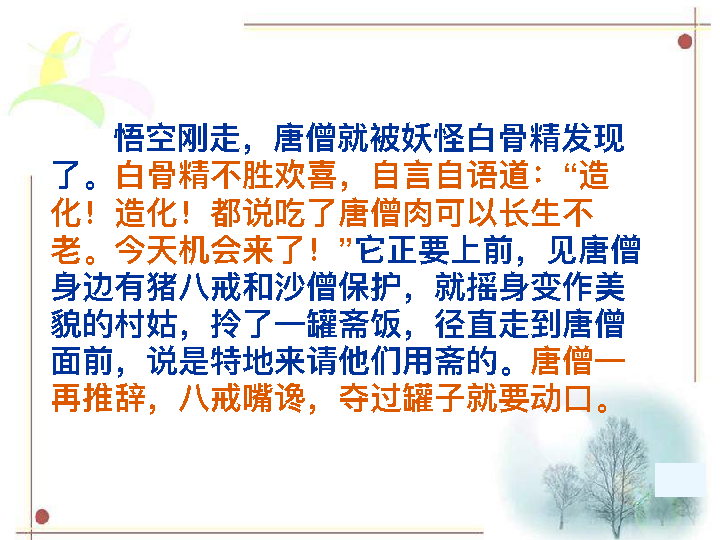 悟空刚走，唐僧就被妖怪白骨精发现
了。白骨精不胜欢喜，自言自语道：“造
化！造化！都说吃了唐僧肉可以长生不
老。今天机会来了！”它正要上前，见唐僧
身边有猪八戒和沙僧保护，就摇身变作美
貌的村姑，拎了一罐斋饭，径直走到唐僧
面前，说是特地来请他们用斋的。唐僧一
再推辞，八戒嘴馋，夺过罐子就要动口。